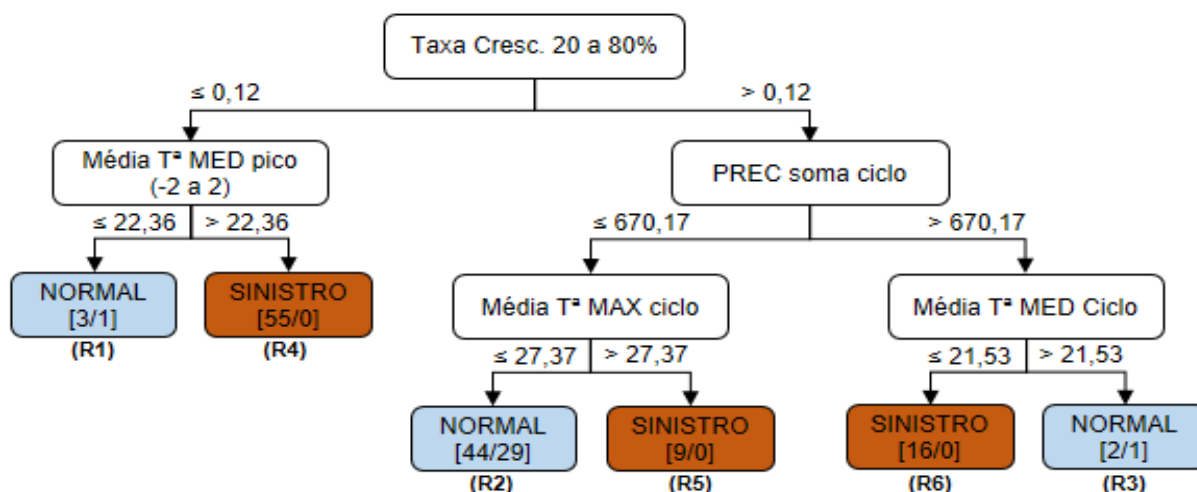 Taxa Cresc. 20 a 80%
≤ 0,12
> 0,12
Média Tª MED pico
(-2 a 2)
PREC soma ciclo
≤ 22,36
> 22,36
≤ 670,17
> 670,17
NORMAL
[3/1]
(R1)
SINISTRO
[55/0]
(R4)
Média Tª MAX ciclo
Média Tª MED Ciclo
≤ 27,37
> 27,37
≤ 21,53
> 21,53
NORMAL
[44/29]
(R2)
SINISTRO
[9/0]
(R5)
SINISTRO
[16/0]
(R6)
NORMAL
[2/1]
(R3)